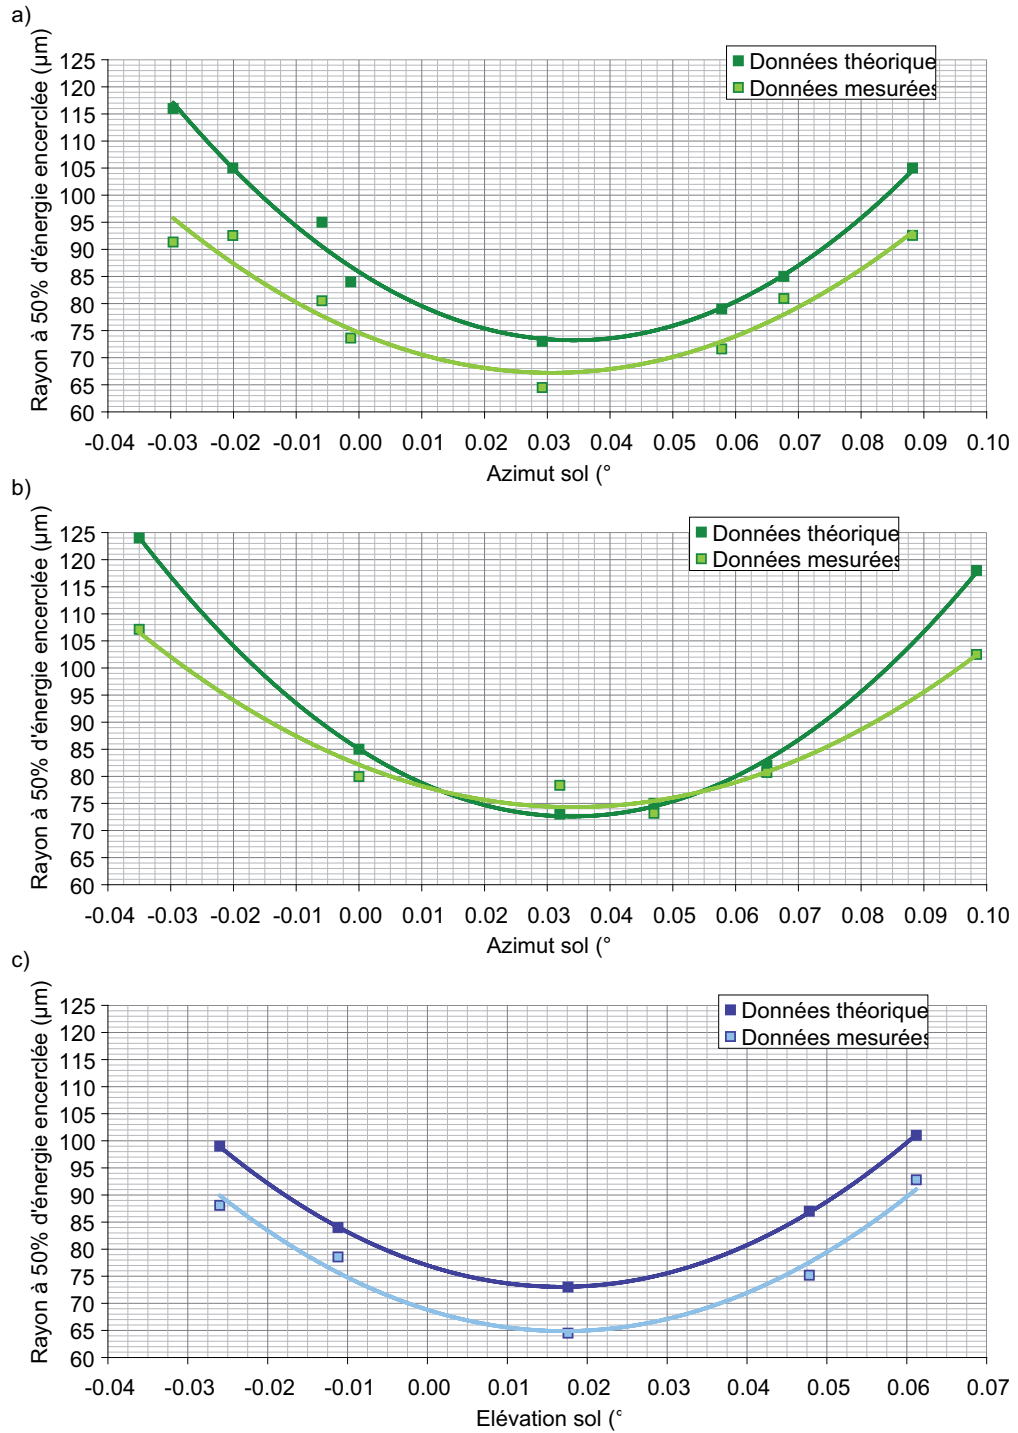 a)
Rayon à 50% d'énergie encerclée (µm)
125
120
115
110
105
100
95
90
85
80
75
70
65
60
Données théorique
Données mesurées
-0.04 -0.03 -0.02 -0.01 0.00 0.01 0.02 0.03 0.04 0.05 0.06 0.07 0.08 0.09 0.10
Azimut sol (°
b)
Rayon à 50% d'énergie encerclée (µm)
125
120
115
110
105
100
95
90
85
80
75
70
65
60
Données théorique
Données mesurées
-0.04 -0.03 -0.02 -0.01 0.00 0.01 0.02 0.03 0.04 0.05 0.06 0.07 0.08 0.09 0.10
Azimut sol (°
c)
Rayon à 50% d'énergie encerclée (µm)
125
120
115
110
105
100
95
90
85
80
75
70
65
60
Données théorique
Données mesurées
-0.04 -0.03 -0.02 -0.01 0.00 0.01 0.02 0.03 0.04 0.05 0.06 0.07
Elévation sol (°